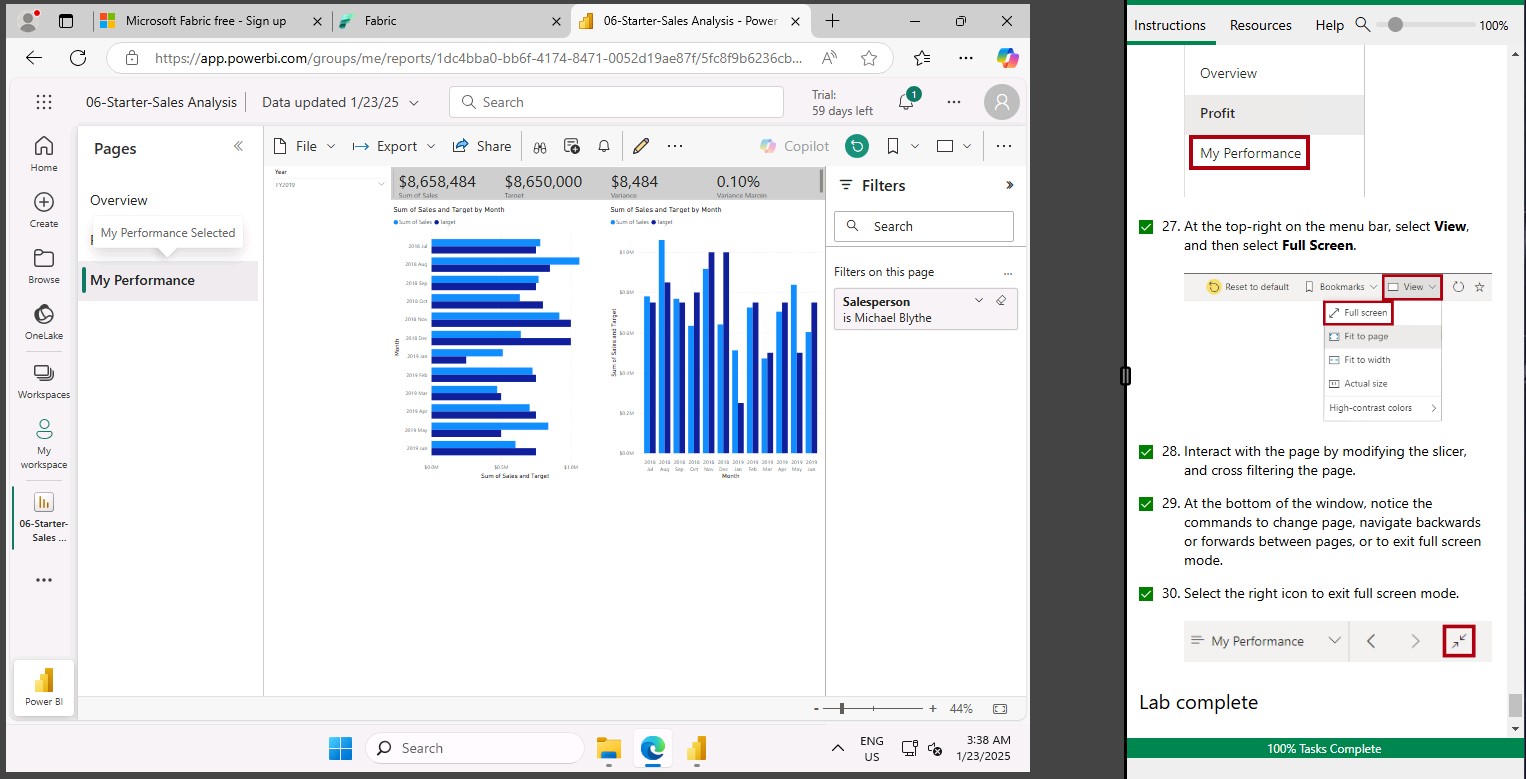 Microsoft Fabric free - Sign up
Fabric
06-Starter-Sales Analysis - Power
https://app.powerbi.com/groups/me/reports/1dc4bba0-bb6f-4174-8471-0052d19ae87f/5fc8f9b6236cb...
06-Starter-Sales Analysis
Data updated 1/23/25
Search
Trial:
59 days left
1
Home
Create
Browse
OneLake
Workspaces
My
workspace
06-Starter-
Sales ...
Power BI
Pages
Overview
My Performance Selected
My Performance
File
Export
Share
Copilot
Year
FY2019
$8,658,484
Sum of Sales
$8,650,000
Target
$8,484
Variance
0.10%
Variance Margin
Sum of Sales and Target by Month
Sum of Sales Target
2018 Jul
2018 Aug
2018 Sep
2018 Oct
2018 Nov
2018 Dec
2019 Jan
2019 Feb
2019 Mar
2019 Apr
2019 May
2019 Jun
Month
$0.0M $0.5M $1.0M
Sum of Sales and Target
Sum of Sales and Target by Month
Sum of Sales Target
$1.0M
$0.8M
$0.6M
$0.4M
$0.2M
$0.0M
Sum of Sales and Target
2018 2018 2018 2018 2018 2018 2019 2019 2019 2019 2019 2019
Jul Aug Sep Oct Nov Dec Jan Feb Mar Apr May Jun
Month
Filters
Search
Filters on this page
Salesperson
is Michael Blythe
- + 44%
Search
ENG
US
3:38 AM
1/23/2025
Instructions Resources Help 100%
Overview
Profit
My Performance
27. At the top-right on the menu bar, select View,
and then select Full Screen.
Reset to default Bookmarks View
Full screen
Fit to page
Fit to width
Actual size
High-contrast colors
28. Interact with the page by modifying the slicer,
and cross filtering the page.
29. At the bottom of the window, notice the
commands to change page, navigate backwards
or forwards between pages, or to exit full screen
mode.
30. Select the right icon to exit full screen mode.
My Performance
Lab complete
100% Tasks Complete